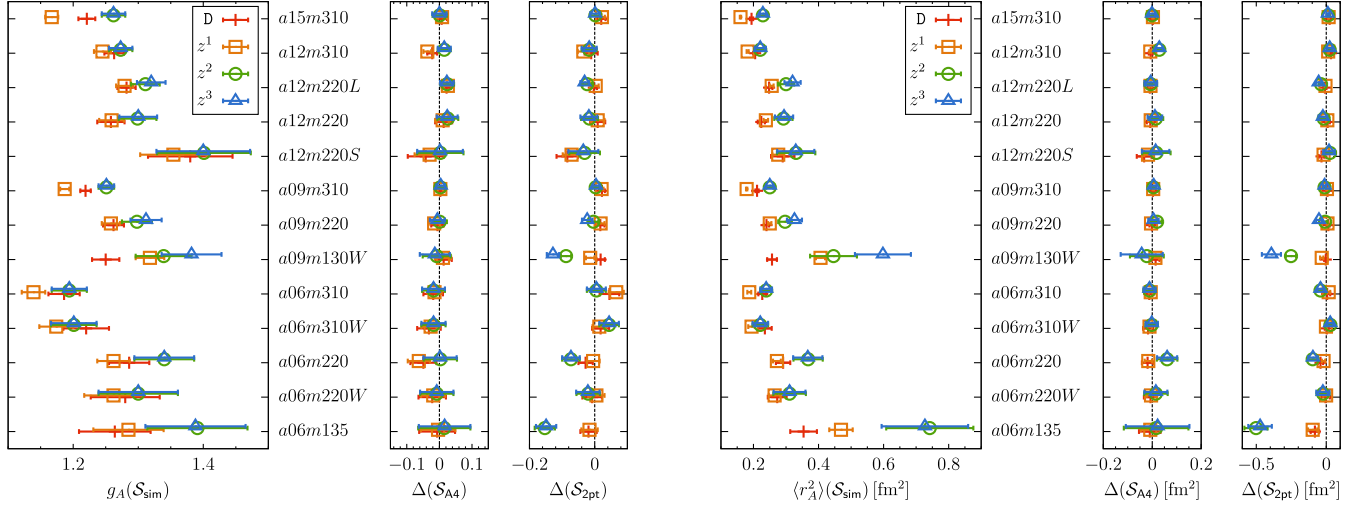 D
z¹
z²
z³
a15m310
a12m310
a12m220L
a12m220
a12m220S
a09m310
a09m220
a09m130W
a06m310
a06m310W
a06m220
a06m220W
a06m135
1.2 1.4
g_A(S_sim)
−0.1 0 0.1
Δ(S_A4)
−0.2 0
Δ(S_2pt)
D
z¹
z²
z³
a15m310
a12m310
a12m220L
a12m220
a12m220S
a09m310
a09m220
a09m130W
a06m310
a06m310W
a06m220
a06m220W
a06m135
0.2 0.4 0.6 0.8
⟨r²_A⟩(S_sim) [fm²]
−0.2 0 0.2
Δ(S_A4) [fm²]
−0.5 0
Δ(S_2pt) [fm²]